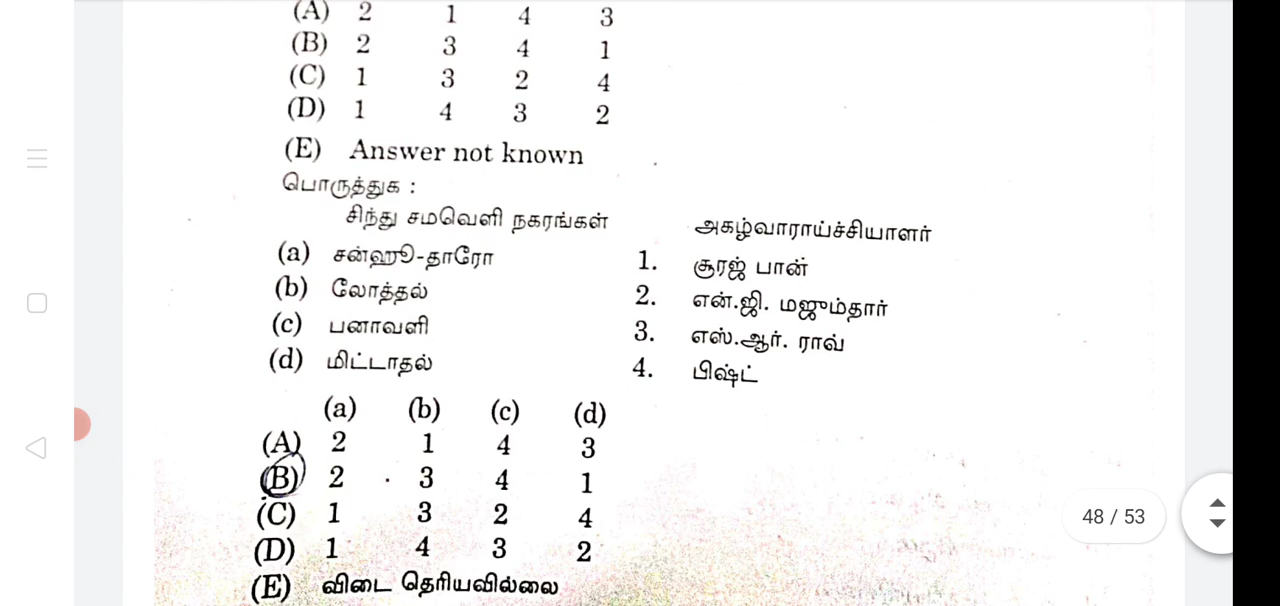 (A) 2 1 4 3
(B) 2 3 4 1
(C) 1 3 2 4
(D) 1 4 3 2
(E) Answer not known
பொருத்துக :
சிந்து சமவெளி நகரங்கள் அகழ்வாராய்ச்சியாளர்
(a) சன்ஹூ-தாரோ 1. சூரஜ் பான்
(b) லோத்தல் 2. என்.ஜி. மஜும்தார்
(c) பனாவளி 3. எஸ்.ஆர். ராவ்
(d) மிட்டாதல் 4. பிஷ்ட்
(a) (b) (c) (d)
(A) 2 1 4 3
(B) 2 3 4 1
(C) 1 3 2 4
(D) 1 4 3 2
(E) விடை தெரியவில்லை
48 / 53